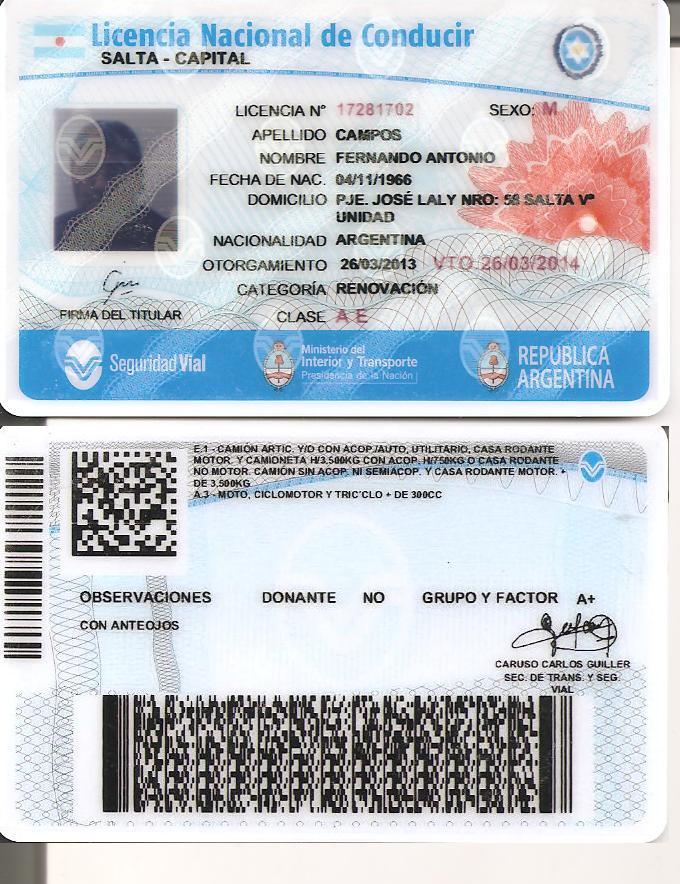 Licencia Nacional de Conducir
SALTA - CAPITAL
LICENCIA Nº 17281702 SEXO: M
APELLIDO CAMPOS
NOMBRE FERNANDO ANTONIO
FECHA DE NAC. 04/11/1966
DOMICILIO PJE. JOSÉ LALY NRO: 58 SALTA Vª
UNIDAD
NACIONALIDAD ARGENTINA
OTORGAMIENTO 26/03/2013 VTO 26/03/2014
CATEGORÍA RENOVACIÓN
FIRMA DEL TITULAR CLASE A E
Seguridad Vial
Ministerio del
Interior y Transporte
Presidencia de la Nación
REPUBLICA
ARGENTINA
E.1 - CAMIÓN ARTIC. Y/O CON ACOP./AUTO, UTILITARIO, CASA RODANTE
MOTOR. Y CAMIONETA H/3,500KG CON ACOP. H/750KG O CASA RODANTE
NO MOTOR. CAMIÓN SIN ACOP. NI SEMIACOP. Y CASA RODANTE MOTOR. +
DE 3,500KG
A.3 - MOTO, CICLOMOTOR Y TRIC'CLO + DE 300CC
OBSERVACIONES DONANTE NO GRUPO Y FACTOR A+
CON ANTEOJOS
CARUSO CARLOS GUILLER
SEC. DE TRANS. Y SEG.
VIAL